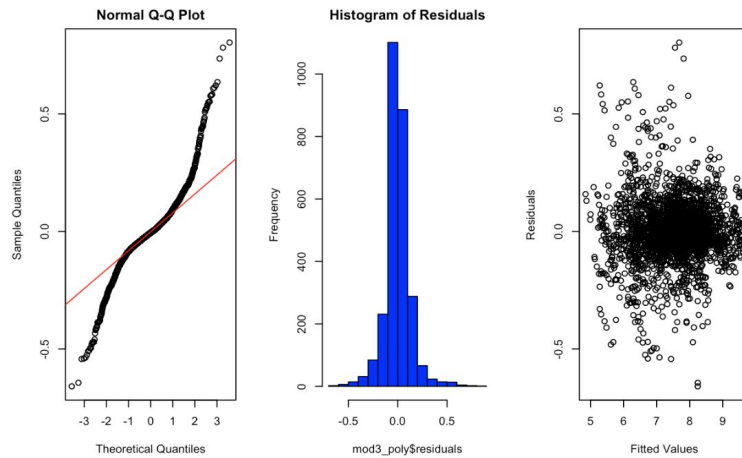 Normal Q-Q Plot
Sample Quantiles
0.5
0.0
-0.5
-3 -2 -1 0 1 2 3
Theoretical Quantiles
Histogram of Residuals
Frequency
1000
800
600
400
200
0
-0.5 0.0 0.5
mod3_poly$residuals
Residuals
0.5
0.0
-0.5
5 6 7 8 9
Fitted Values